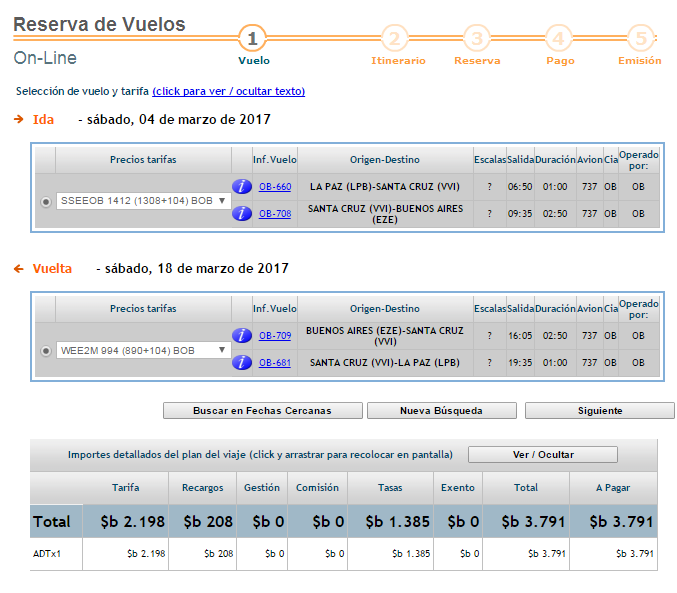 Reserva de Vuelos
On-Line
1 2 3 4 5
Vuelo Itinerario Reserva Pago Emisión
Selección de vuelo y tarifa (click para ver / ocultar texto)
Ida - sábado, 04 de marzo de 2017
Precios tarifas Inf.Vuelo Origen-Destino Escalas Salida Duración Avion Cia Operado por:
SSEEOB 1412 (1308+104) BOB
i OB-660 LA PAZ (LPB)-SANTA CRUZ (VVI) ? 06:50 01:00 737 OB OB
i OB-708 SANTA CRUZ (VVI)-BUENOS AIRES (EZE) ? 09:35 02:50 737 OB OB
Vuelta - sábado, 18 de marzo de 2017
Precios tarifas Inf.Vuelo Origen-Destino Escalas Salida Duración Avion Cia Operado por:
WEE2M 994 (890+104) BOB
i OB-709 BUENOS AIRES (EZE)-SANTA CRUZ (VVI) ? 16:05 02:50 737 OB OB
i OB-681 SANTA CRUZ (VVI)-LA PAZ (LPB) ? 19:35 01:00 737 OB OB
Buscar en Fechas Cercanas Nueva Búsqueda Siguiente
Importes detallados del plan del viaje (click y arrastrar para recolocar en pantalla) Ver / Ocultar
Tarifa Recargos Gestión Comisión Tasas Exento Total A Pagar
Total $b 2.198 $b 208 $b 0 $b 0 $b 1.385 $b 0 $b 3.791 $b 3.791
ADTx1 $b 2.198 $b 208 $b 0 $b 0 $b 1.385 $b 0 $b 3.791 $b 3.791